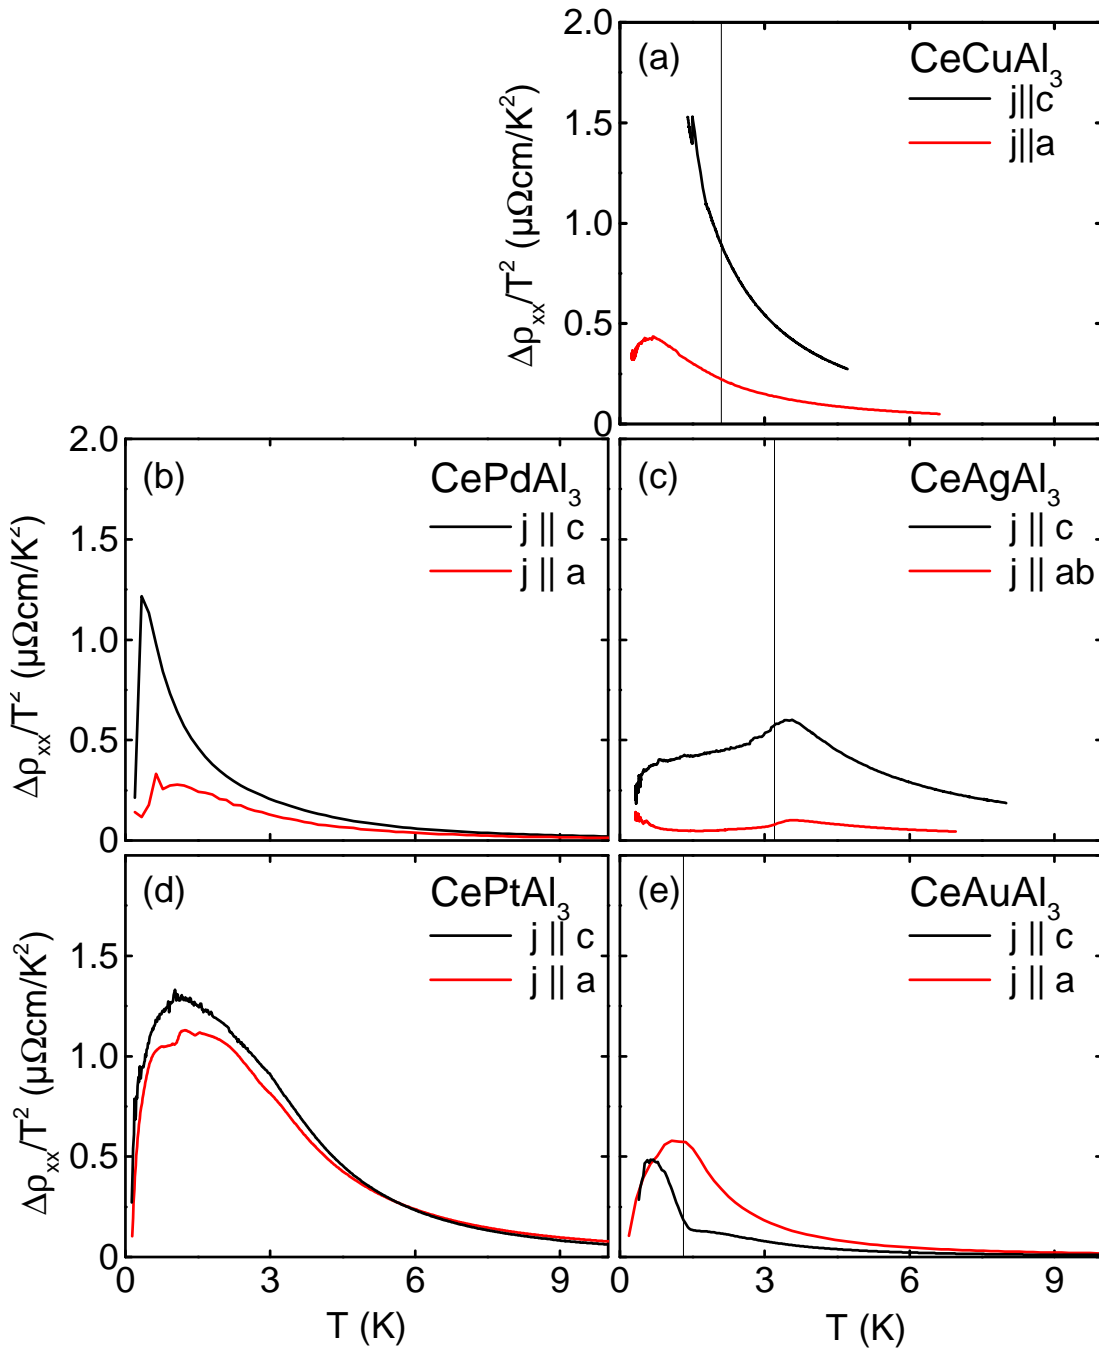 2.0
(a)
CeCuAl3
j||c
j||a
1.5
1.0
0.5
0
Δρxx/T² (μΩcm/K²)
2.0
(b)
CePdAl3
j || c
j || a
1.5
1.0
0.5
0
Δρxx/T² (μΩcm/K²)
(c)
CeAgAl3
j || c
j || ab
(d)
CePtAl3
j || c
j || a
1.5
1.0
0.5
0
Δρxx/T² (μΩcm/K²)
0 3 6 9
T (K)
(e)
CeAuAl3
j || c
j || a
0 3 6 9
T (K)